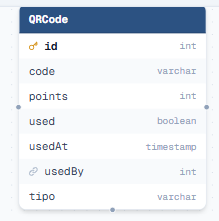 QRCode
id int
code varchar
points int
used boolean
usedAt timestamp
usedBy int
tipo varchar